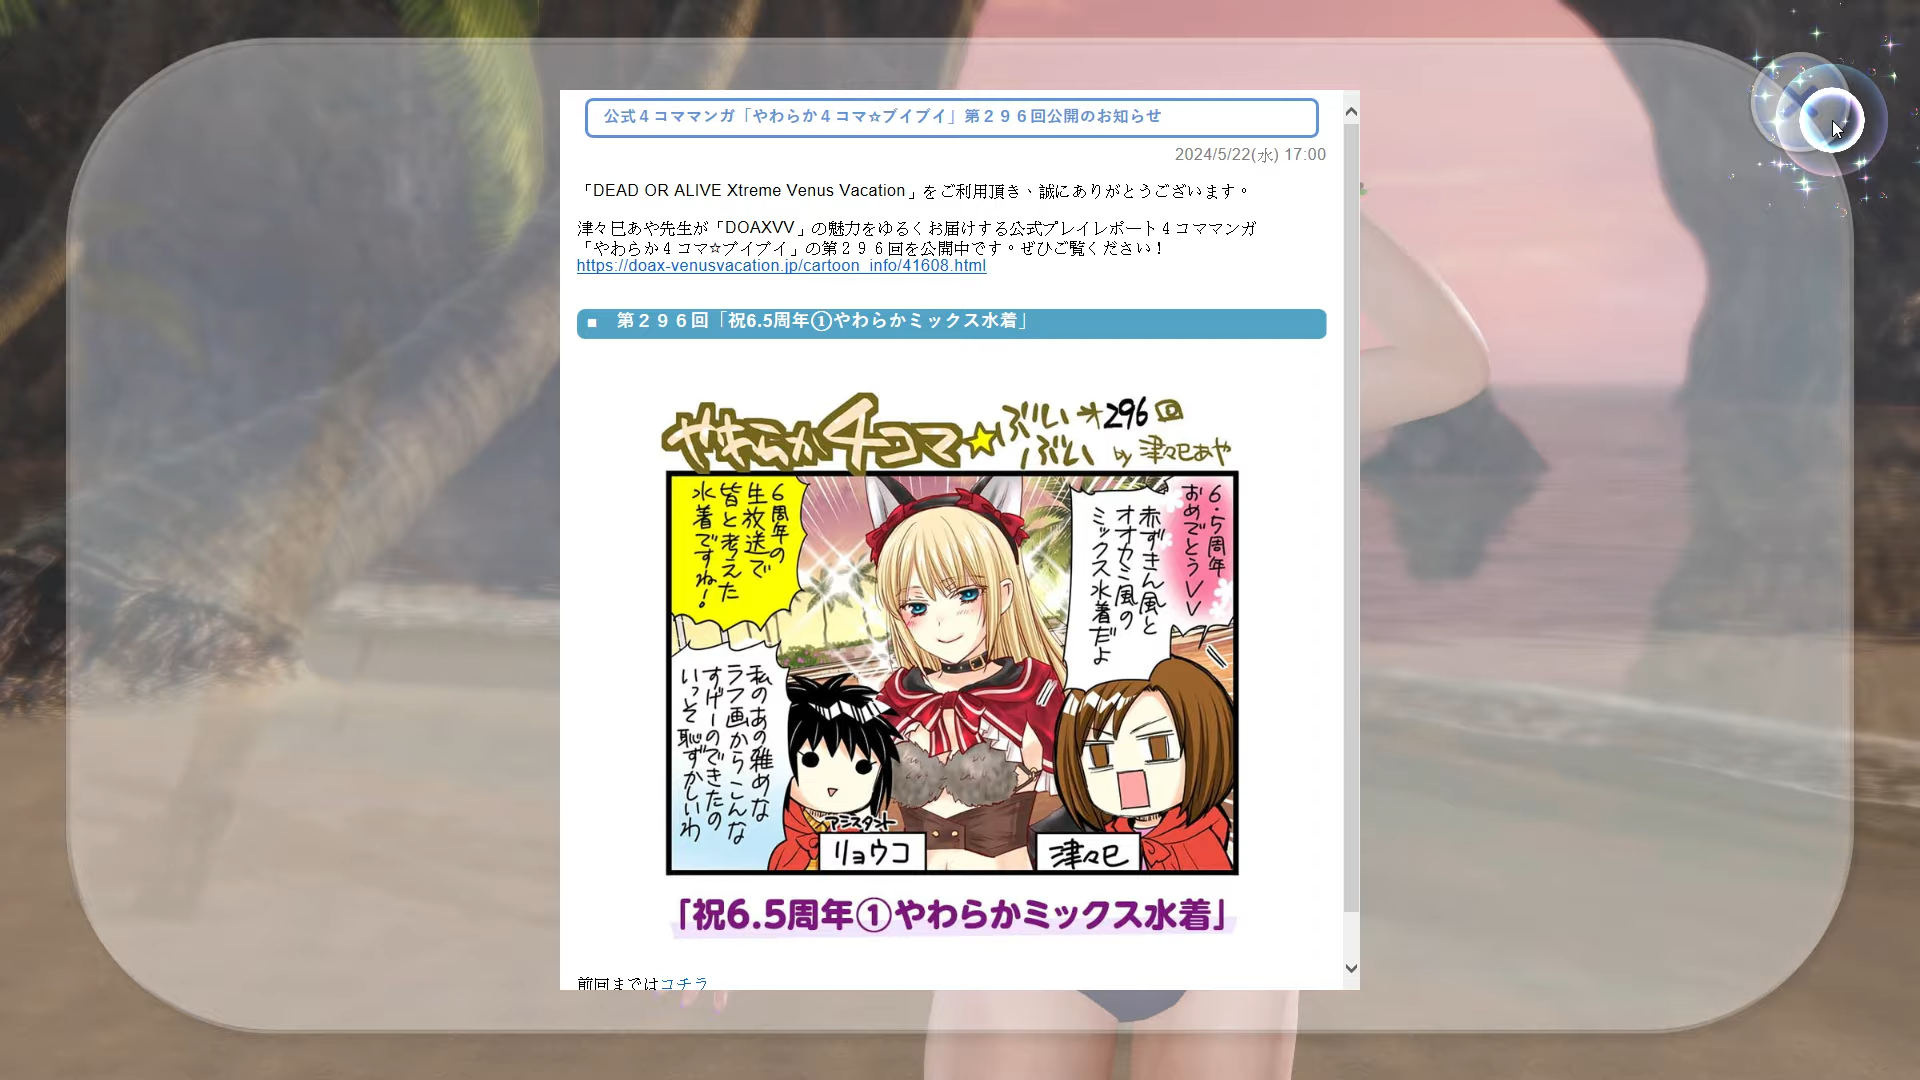 公式４コママンガ「やわらか４コマ☆ブイブイ」第２９６回公開のお知らせ
2024/5/22(水) 17:00
「DEAD OR ALIVE Xtreme Venus Vacation」をご利用頂き、誠にありがとうございます。
津々巳あや先生が「DOAXVV」の魅力をゆるくお届けする公式プレイレポート４コママンガ
「やわらか４コマ☆ブイブイ」の第２９６回を公開中です。ぜひご覧ください！
https://doax-venusvacation.jp/cartoon_info/41608.html
■　第２９６回「祝6.5周年①やわらかミックス水着」
やわらか4コマ☆ぶいぶい オ296回
by 津々巳あや
6.5周年
おめでとうVV
赤ずきん風と
オオカミ風の
ミックス水着だよ
6周年の
生放送で
皆と考えた
水着ですね!
私のあの雑めな
ラフ画からこんな
すげーのできたの
いっそ恥ずかしいわ
アシスタント
リョウコ
津々巳
「祝6.5周年①やわらかミックス水着」
前回まではコチラ